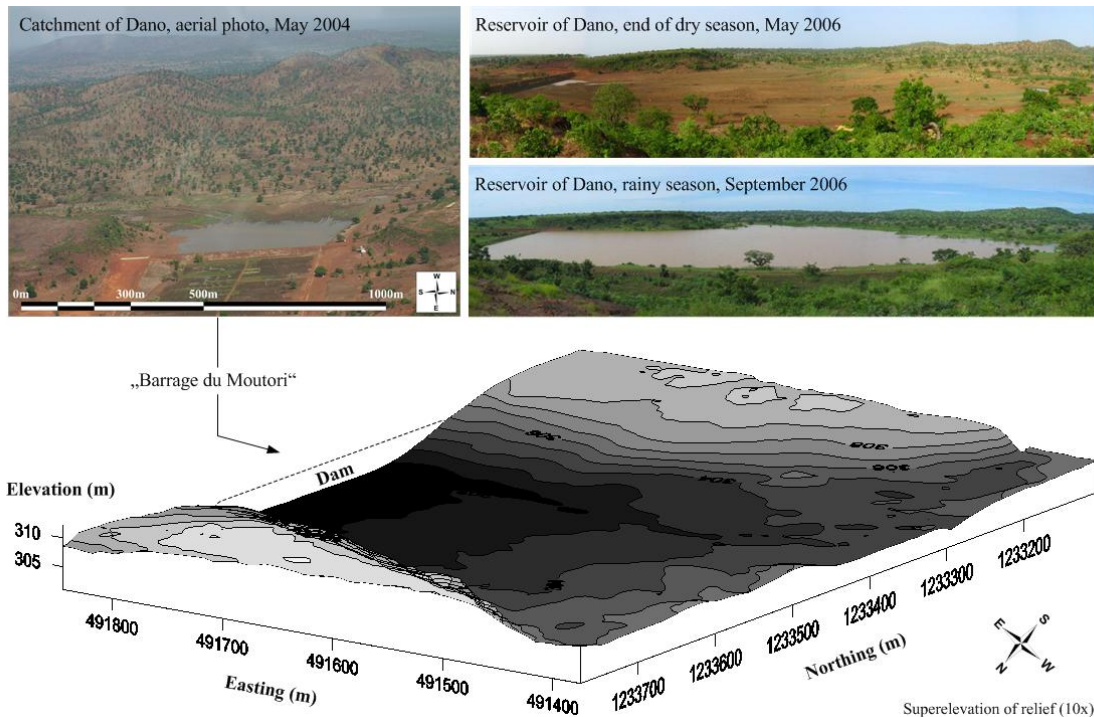 Catchment of Dano, aerial photo, May 2004
W
S N
E
0m 300m 500m 1000m
Reservoir of Dano, end of dry season, May 2006
Reservoir of Dano, rainy season, September 2006
„Barrage du Moutori“
Dam
Elevation (m)
310
305
308
306
304
491800
491700
491600
491500
491400
Easting (m)
1233700
1233600
1233500
1233400
1233300
1233200
Northing (m)
E S
N W
Superelevation of relief (10x)